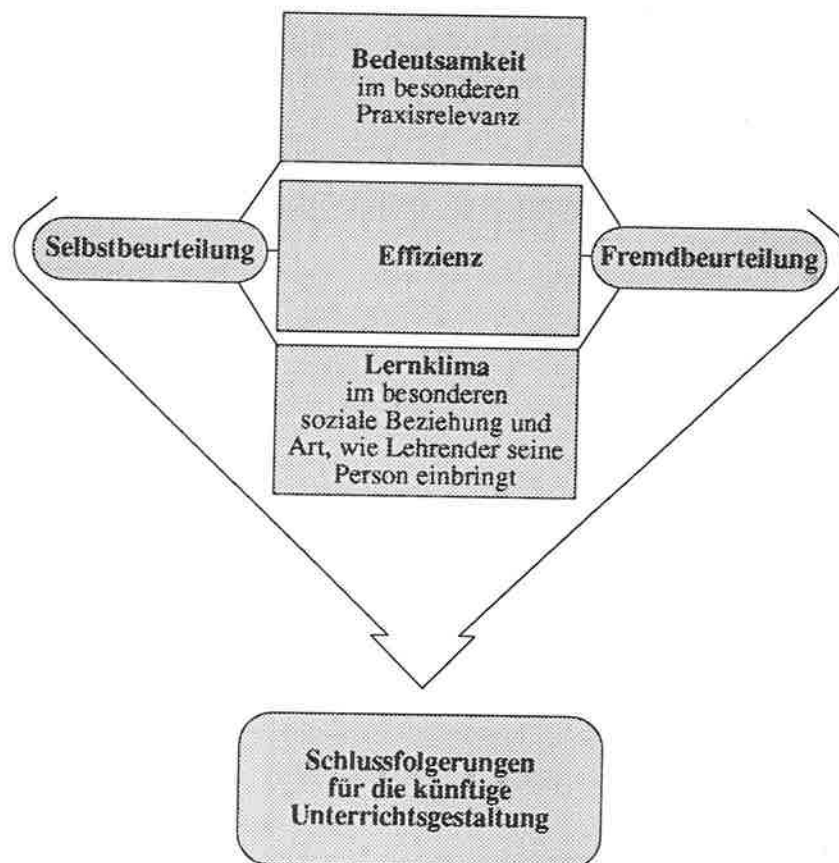 Bedeutsamkeit
im besonderen
Praxisrelevanz
Selbstbeurteilung
Effizienz
Fremdbeurteilung
Lernklima
im besonderen
soziale Beziehung und
Art, wie Lehrender seine
Person einbringt
Schlussfolgerungen
für die künftige
Unterrichtsgestaltung